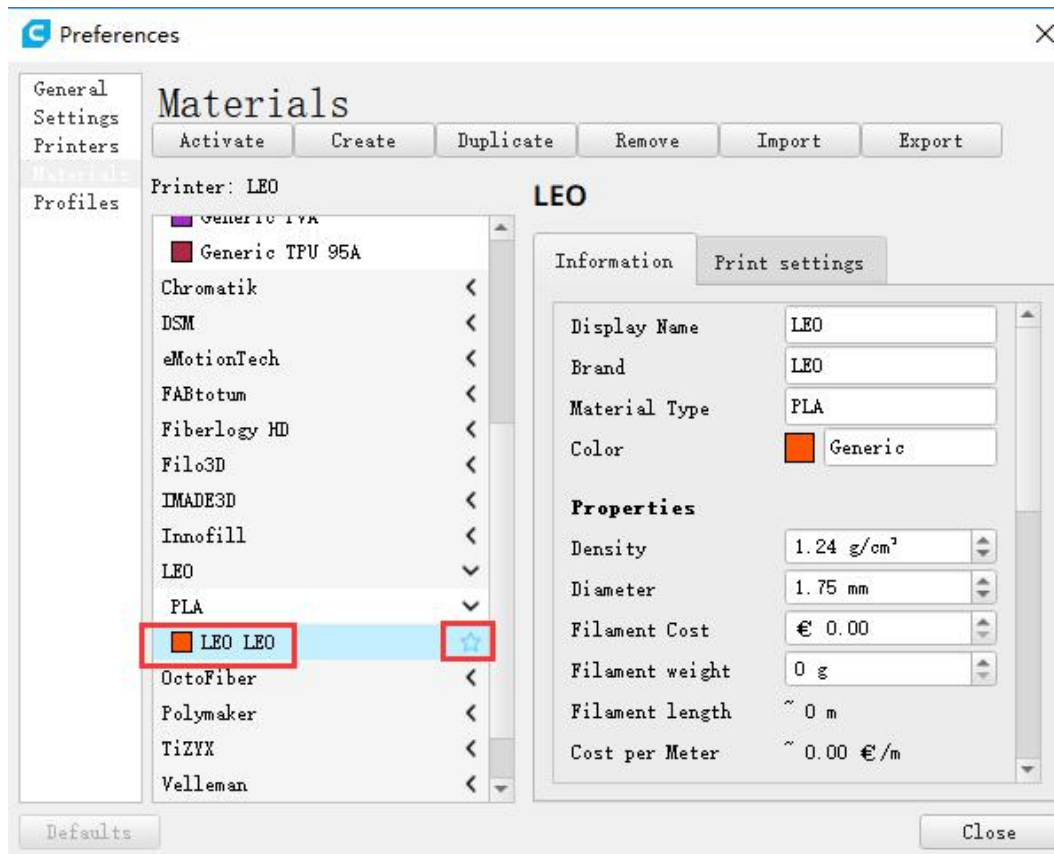 Preferences
General
Settings
Printers
Materials
Profiles
Materials
Activate Create Duplicate Remove Import Export
Printer: LEO
Generic TPU 95A
Chromatik
DSM
eMotionTech
FABtotum
Fiberlogy HD
Filo3D
IMADE3D
Innofill
LEO
PLA
LEO LEO
OctoFiber
Polymaker
TiZYX
Velleman
LEO
Information Print settings
Display Name LEO
Brand LEO
Material Type PLA
Color Generic
Properties
Density 1.24 g/cm³
Diameter 1.75 mm
Filament Cost € 0.00
Filament weight 0 g
Filament length ~ 0 m
Cost per Meter ~ 0.00 €/m
Defaults Close